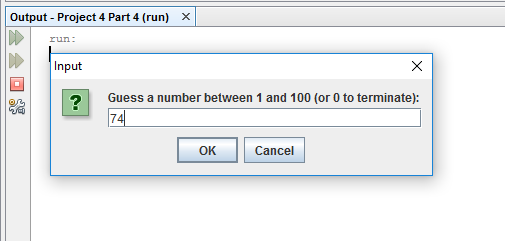 Output - Project 4 Part 4 (run)
run:
Input
Guess a number between 1 and 100 (or 0 to terminate):
74
OK Cancel